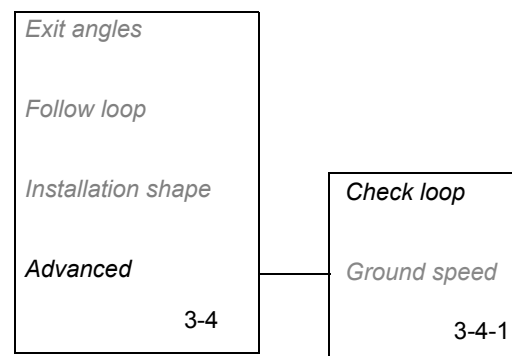 Exit angles
Follow loop
Installation shape
Advanced
3-4
Check loop
Ground speed
3-4-1